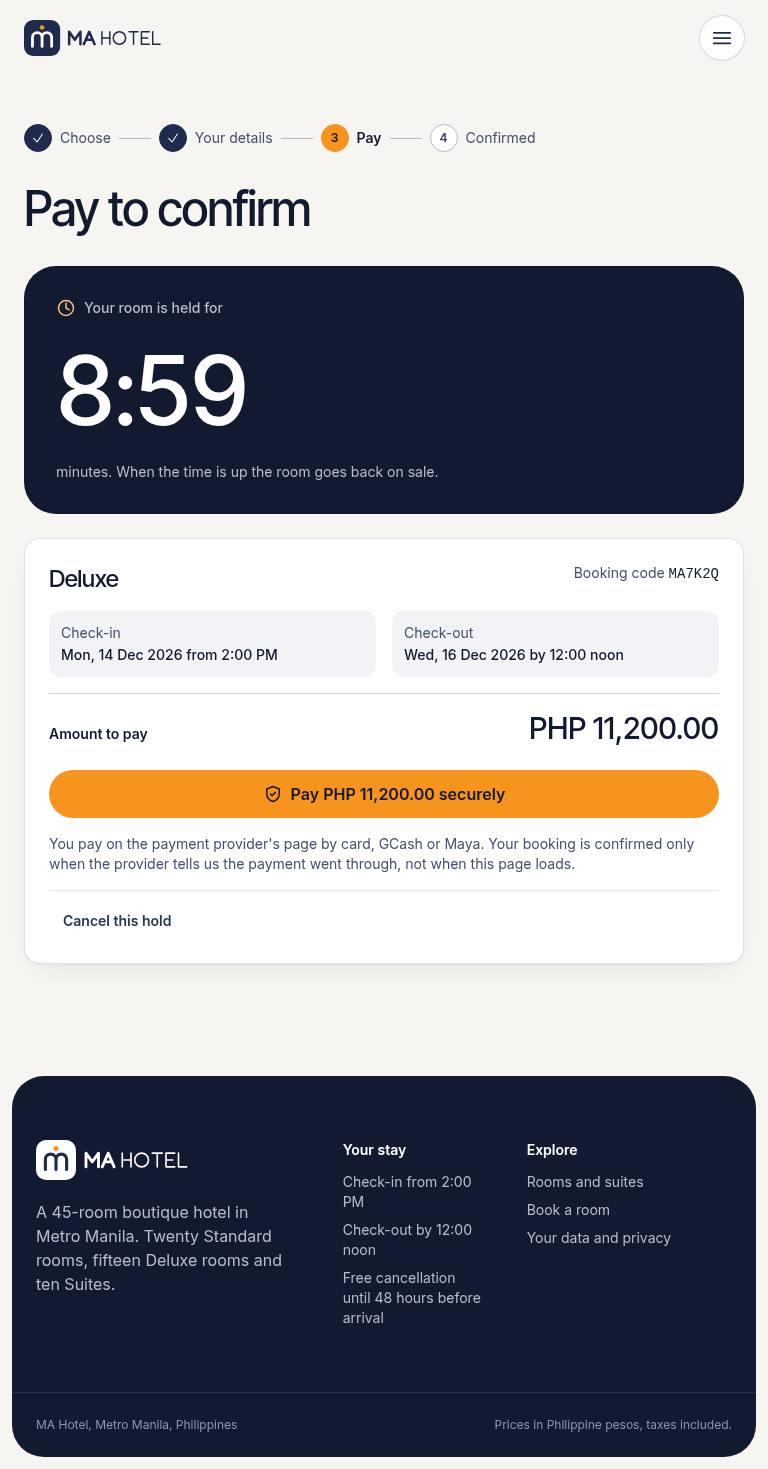 MA HOTEL
Choose
Your details
3 Pay
4 Confirmed
Pay to confirm
Your room is held for
8:59
minutes. When the time is up the room goes back on sale.
Deluxe
Booking code MA7K2Q
Check-in
Mon, 14 Dec 2026 from 2:00 PM
Check-out
Wed, 16 Dec 2026 by 12:00 noon
Amount to pay
PHP 11,200.00
Pay PHP 11,200.00 securely
You pay on the payment provider's page by card, GCash or Maya. Your booking is confirmed only
when the provider tells us the payment went through, not when this page loads.
Cancel this hold
MA HOTEL
A 45-room boutique hotel in
Metro Manila. Twenty Standard
rooms, fifteen Deluxe rooms and
ten Suites.
Your stay
Check-in from 2:00
PM
Check-out by 12:00
noon
Free cancellation
until 48 hours before
arrival
Explore
Rooms and suites
Book a room
Your data and privacy
MA Hotel, Metro Manila, Philippines
Prices in Philippine pesos, taxes included.